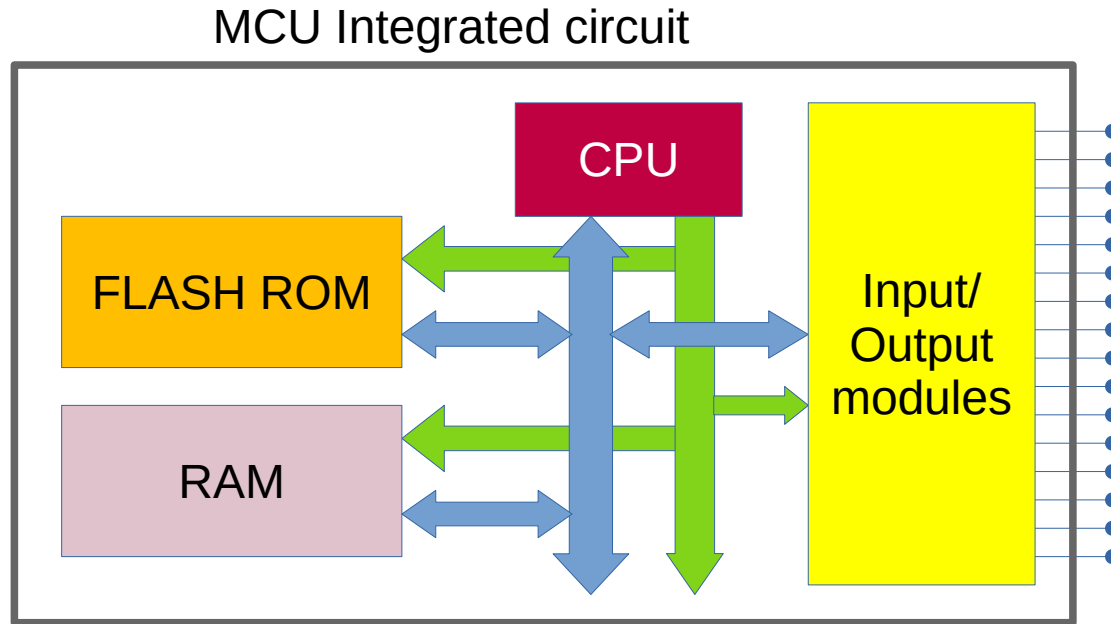 MCU Integrated circuit
CPU
FLASH ROM
RAM
Input/
Output
modules